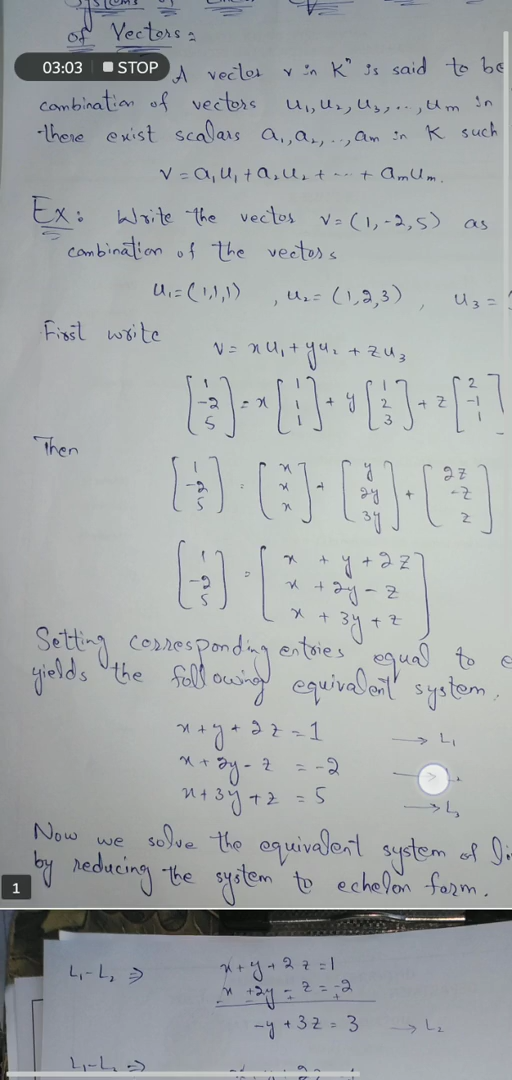 Systems of Linear
of Vectors:
03:03 STOP
A vector v in Kⁿ is said to be
combination of vectors u₁, u₂, u₃, ..., uₘ in
there exist scalars a₁, a₂, .., aₘ in K such
V = a₁u₁ + a₂u₂ + ... + aₘuₘ.
Ex: Write the vector v = (1, -2, 5) as
combination of the vectors
u₁ = (1,1,1) , u₂ = (1,2,3) , u₃ =
First write
v = xu₁ + yu₂ + zu₃
[1 -2 5] = x [1 1 1] + y [1 2 3] + z [2 -1 1]
Then
[1 -2 5] = [x x x] + [y 2y 3y] + [2z -z z]
[1 -2 5] = [x + y + 2z x + 2y - z x + 3y + z]
Setting corresponding entries equal to e
yields the following equivalent system.
x + y + 2z = 1 → L₁
x + 2y - z = -2 →
x + 3y + z = 5 → L₃
Now we solve the equivalent system of li
by reducing the system to echelon form.
1
L₁-L₂ ⇒ x + y + 2z = 1
x + 2y - z = -2
-y + 3z = 3 → L₂
L₁-L₂ ⇒